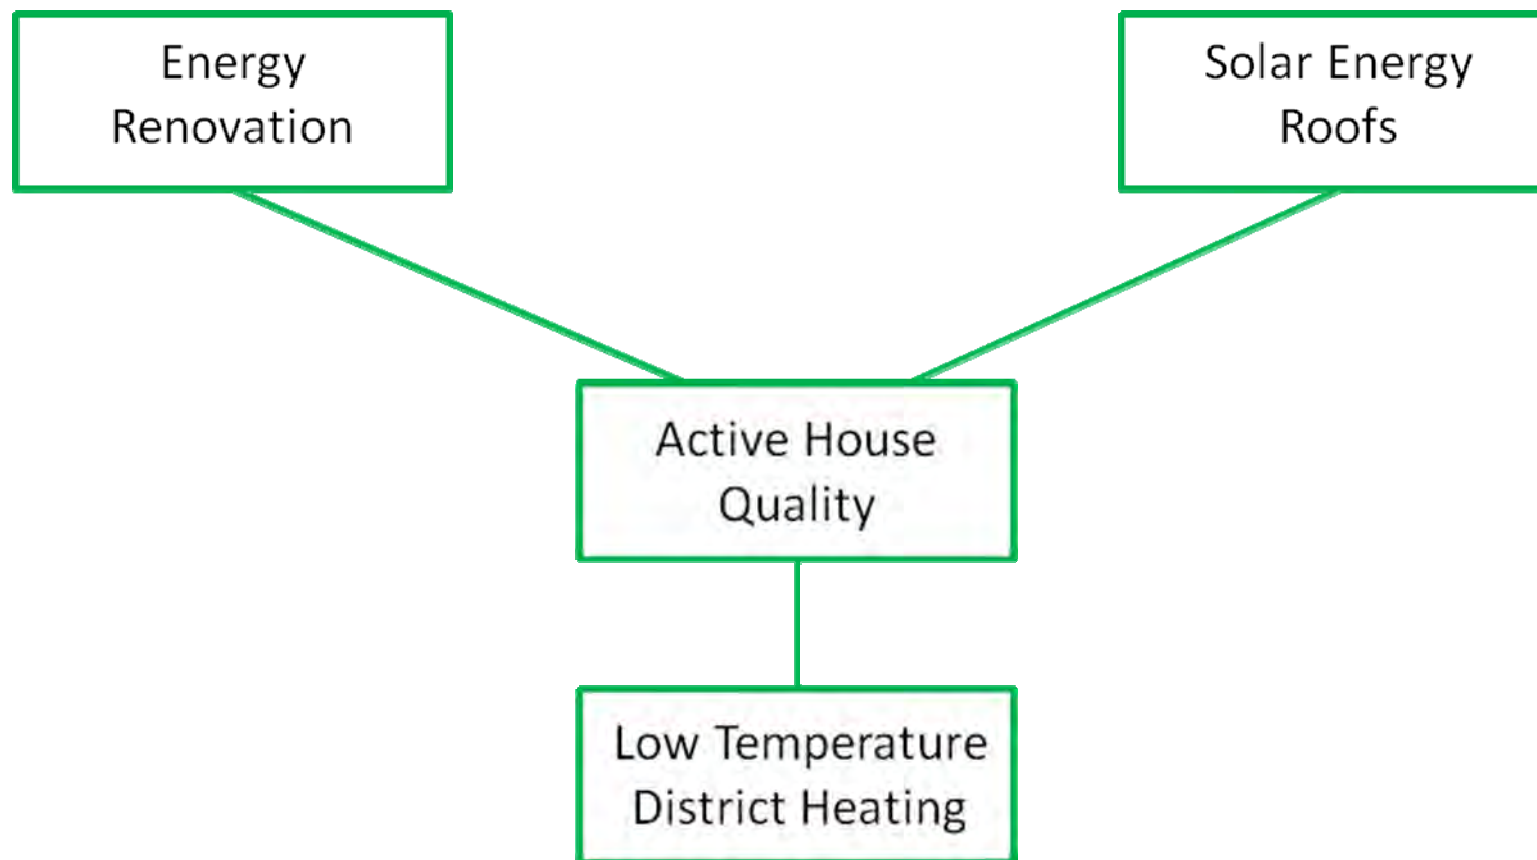 Energy
Renovation
Solar Energy
Roofs
Active House
Quality
Low Temperature
District Heating